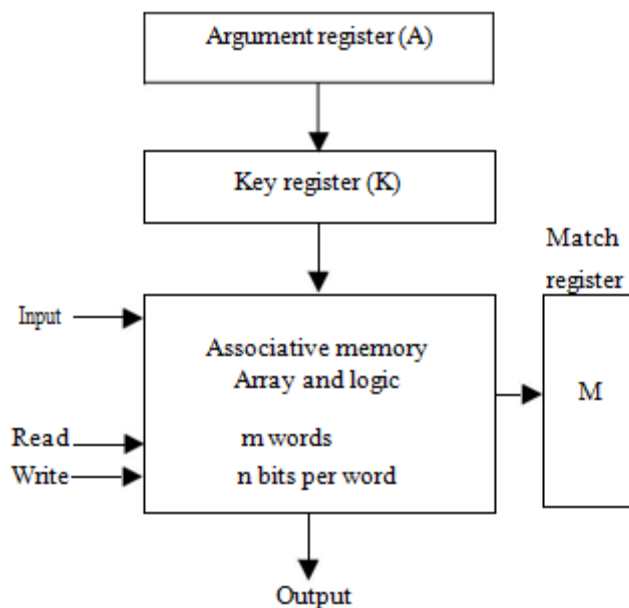 Argument register (A)
Key register (K)
Match
register
Input
Associative memory
Array and logic
M
Read
m words
Write
n bits per word
Output